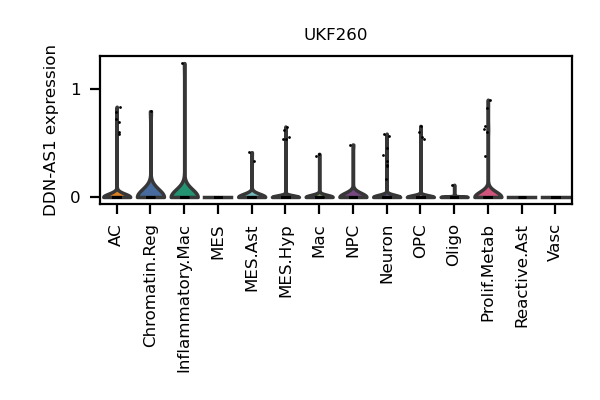 UKF260
DDN-AS1 expression
1
0
AC
Chromatin.Reg
Inflammatory.Mac
MES
MES.Ast
MES.Hyp
Mac
NPC
Neuron
OPC
Oligo
Prolif.Metab
Reactive.Ast
Vasc